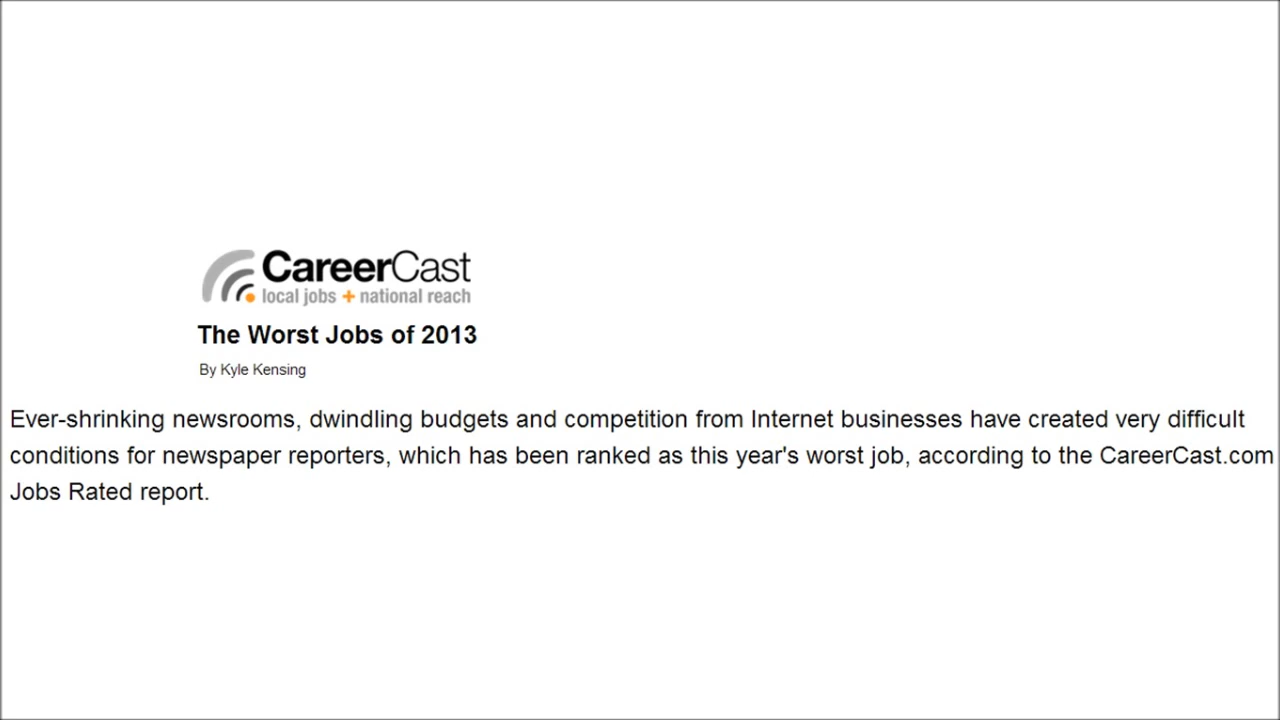 CareerCast
local jobs + national reach
The Worst Jobs of 2013
By Kyle Kensing
Ever-shrinking newsrooms, dwindling budgets and competition from Internet businesses have created very difficult
conditions for newspaper reporters, which has been ranked as this year's worst job, according to the CareerCast.com
Jobs Rated report.